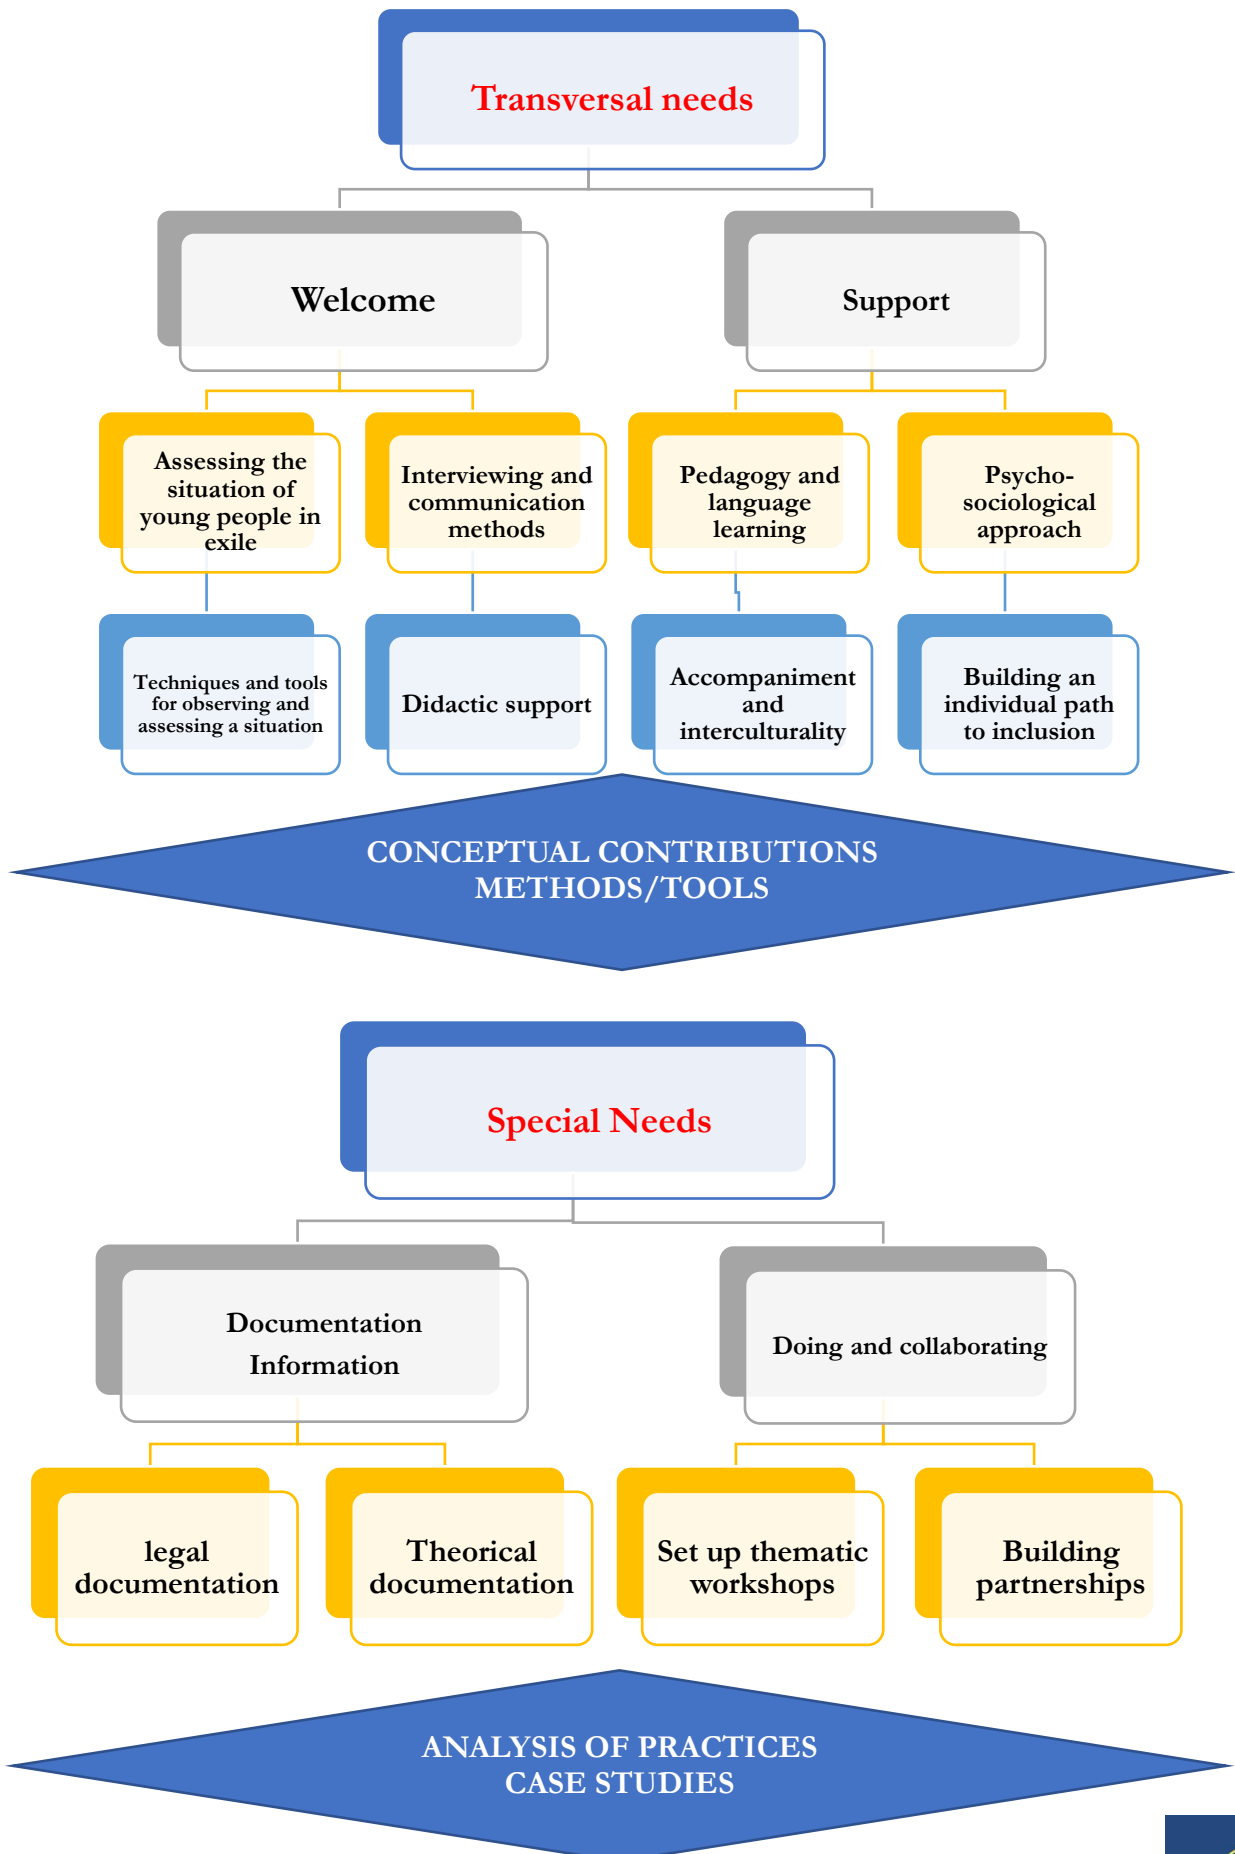 Transversal needs
Welcome
Support
Assessing the
situation of
young people in
exile
Interviewing and
communication
methods
Pedagogy and
language
learning
Psycho-
sociological
approach
Techniques and tools
for observing and
assessing a situation
Didactic support
Accompaniment
and
interculturality
Building an
individual path
to inclusion
CONCEPTUAL CONTRIBUTIONS
METHODS/TOOLS
Special Needs
Documentation
Information
Doing and collaborating
legal
documentation
Theorical
documentation
Set up thematic
workshops
Building
partnerships
ANALYSIS OF PRACTICES
CASE STUDIES